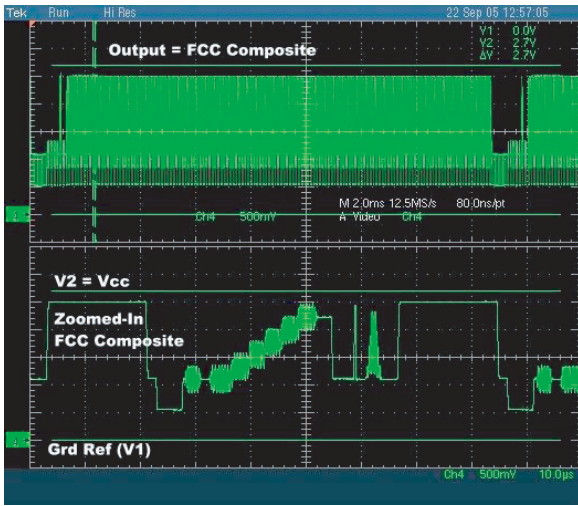 Tek Run Hi Res 22 Sep 05 12:57:05
V1: 0.0V
V2: 2.7V
ΔV: 2.7V
Output = FCC Composite
M 2.0ms 12.5MS/s 80.0ns/pt
Ch4 500mV A Video Ch4
V2 = Vcc
Zoomed-In
FCC Composite
Grd Ref (V1)
Ch4 500mV 10.0µs